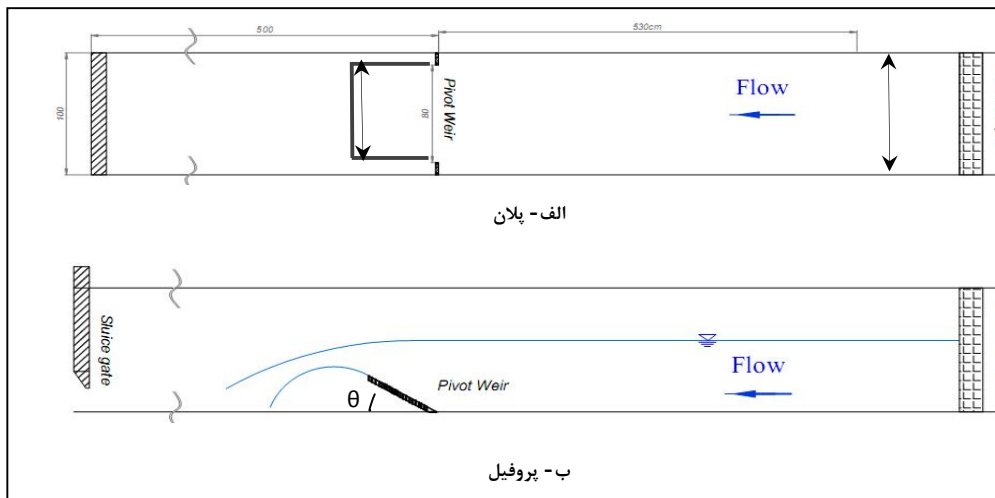 500
530cm
100
80
Pivot Weir
Flow
الف - پلان
Sluice gate
θ
Pivot Weir
Flow
ب - پروفیل